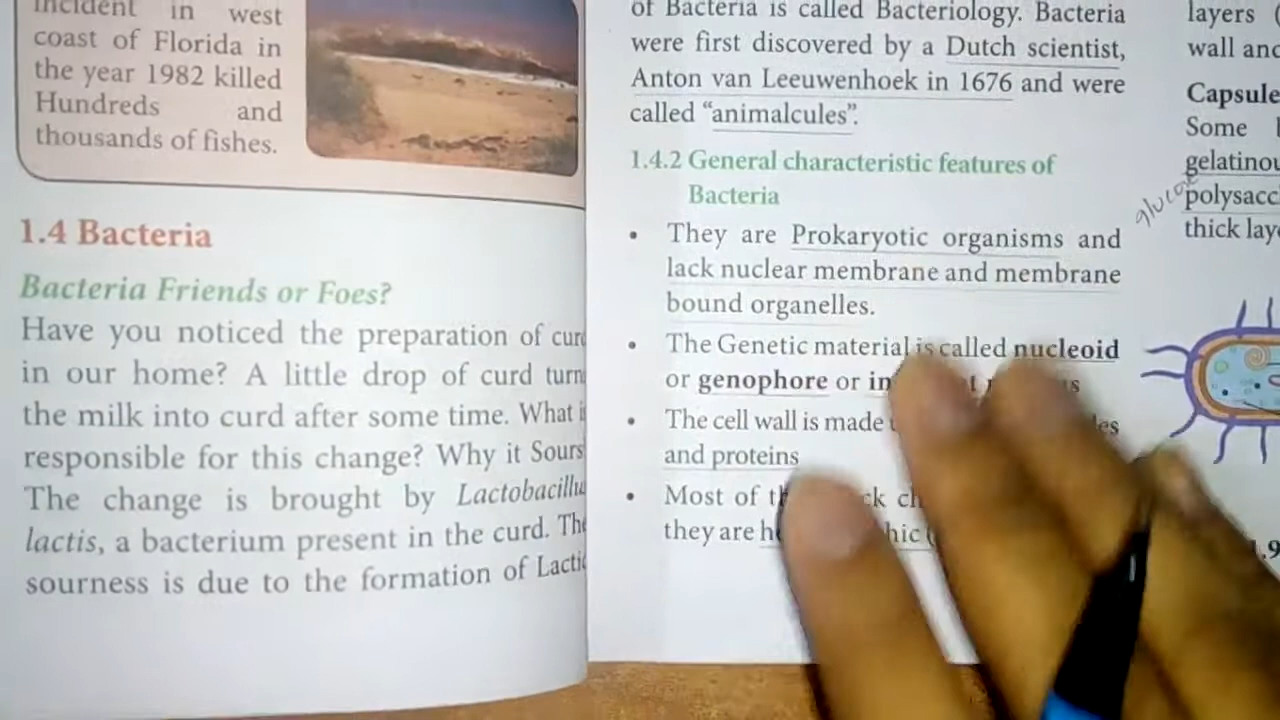 incident in west
coast of Florida in
the year 1982 killed
Hundreds and
thousands of fishes.
1.4 Bacteria
Bacteria Friends or Foes?
Have you noticed the preparation of
in our home? A little drop of curd turn
the milk into curd after some time. What
responsible for this change? Why it Sours
The change is brought by Lactobacillu
lactis, a bacterium present in the curd. The
sourness is due to the formation of Lactic
of Bacteria is called Bacteriology. Bacteria
were first discovered by a Dutch scientist,
Anton van Leeuwenhoek in 1676 and were
called “animalcules”.
1.4.2 General characteristic features of
Bacteria
• They are Prokaryotic organisms and
lack nuclear membrane and membrane
bound organelles.
• The Genetic material is called nucleoid
or genophore or
• The cell wall is made
and proteins
• Most of
they are
layers
wall and
Capsule
Some
gelatinou
glucose
polysacc
thick laye